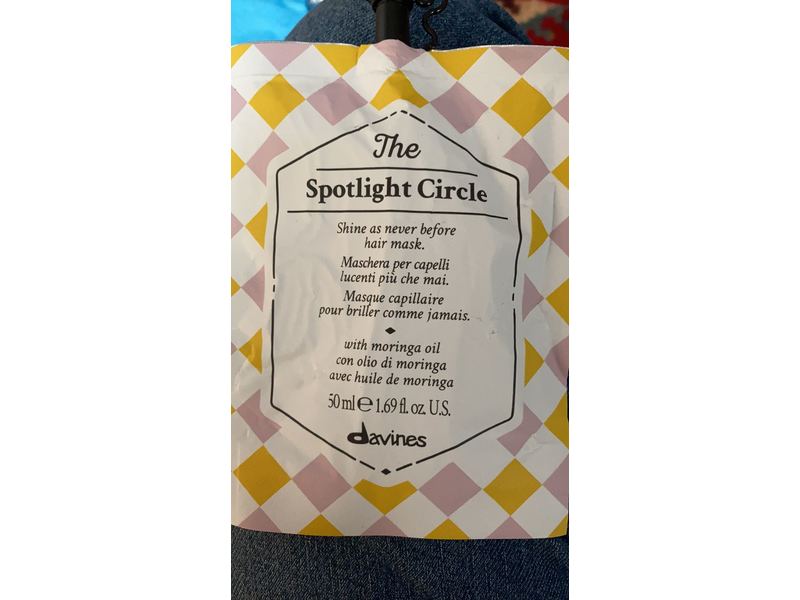 The
Spotlight Circle
Shine as never before
hair mask.
Maschera per capelli
lucenti più che mai.
Masque capillaire
pour briller comme jamais.
with moringa oil
con olio di moringa
avec huile de moringa
50 ml ℮ 1.69 fl. oz. U.S.
davines